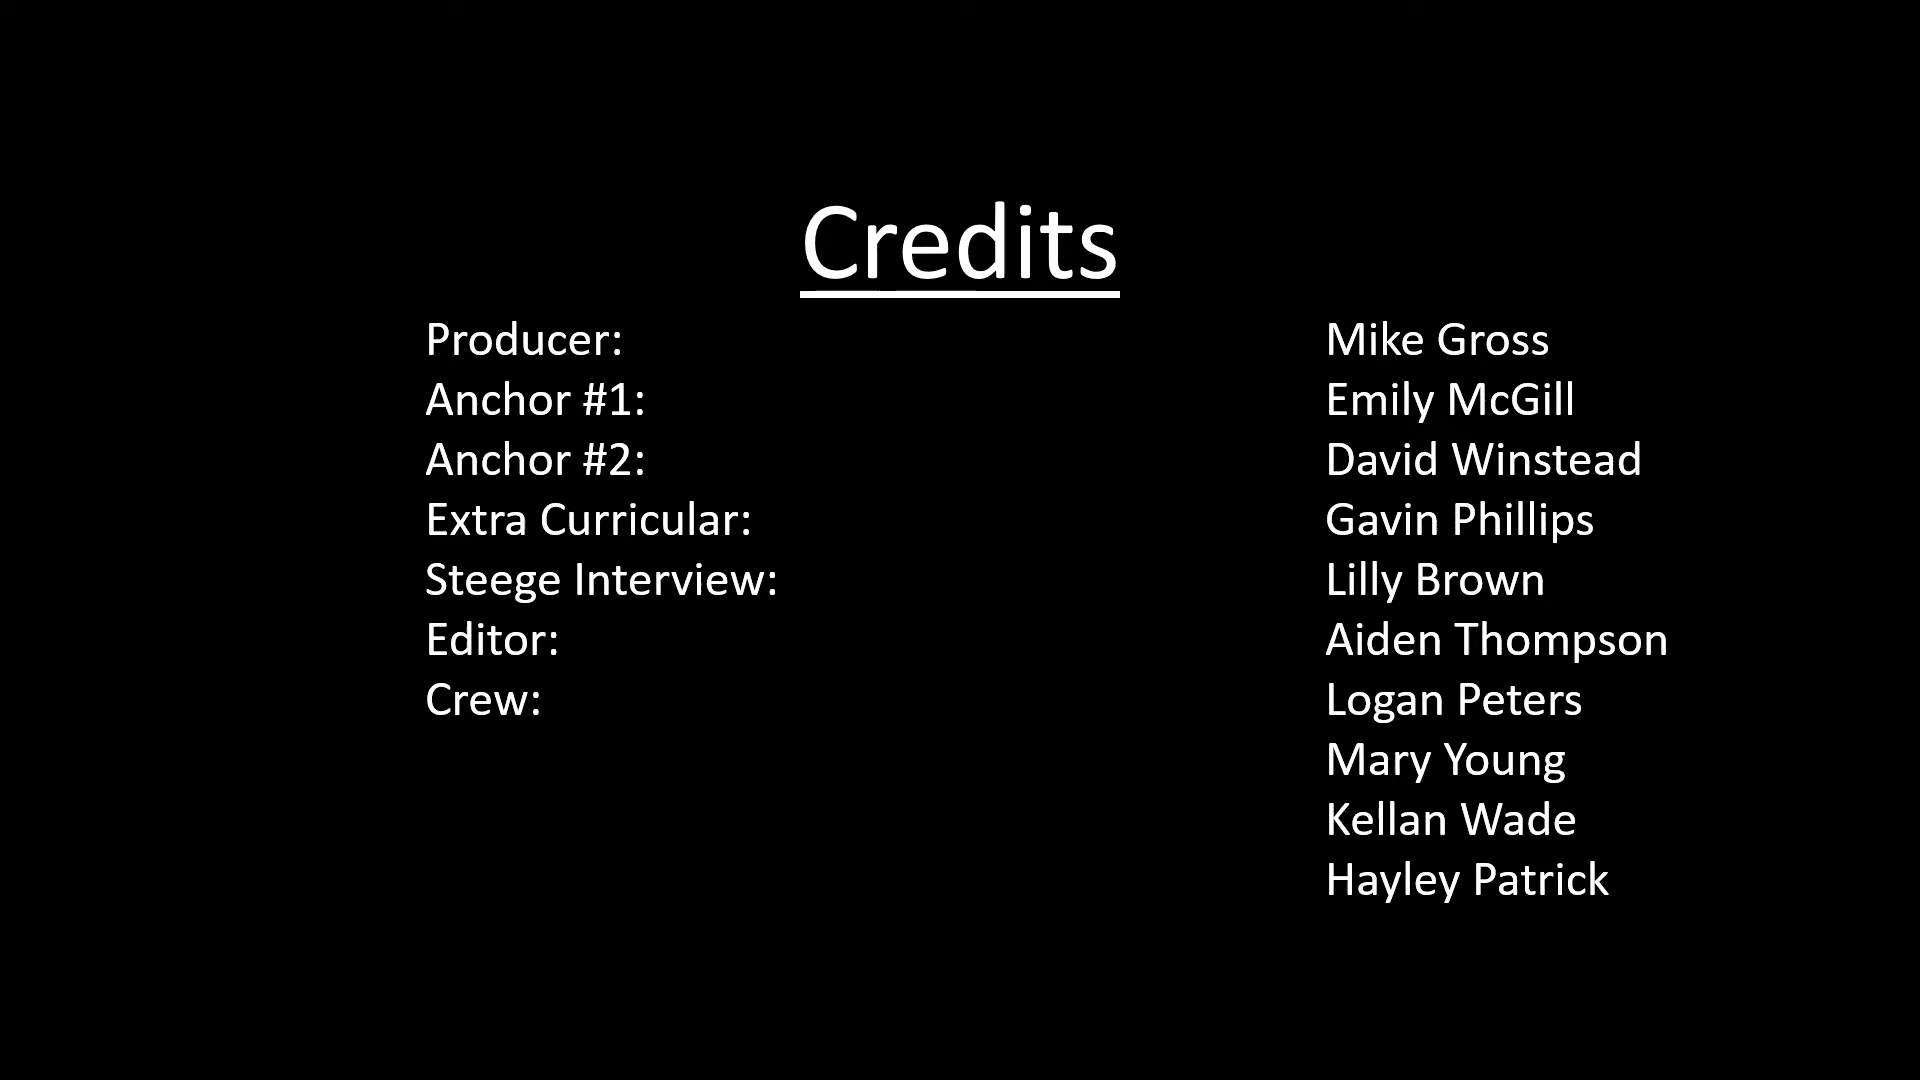 Credits
Producer: Mike Gross
Anchor #1: Emily McGill
Anchor #2: David Winstead
Extra Curricular: Gavin Phillips
Steege Interview: Lilly Brown
Editor: Aiden Thompson
Crew: Logan Peters
Mary Young
Kellan Wade
Hayley Patrick